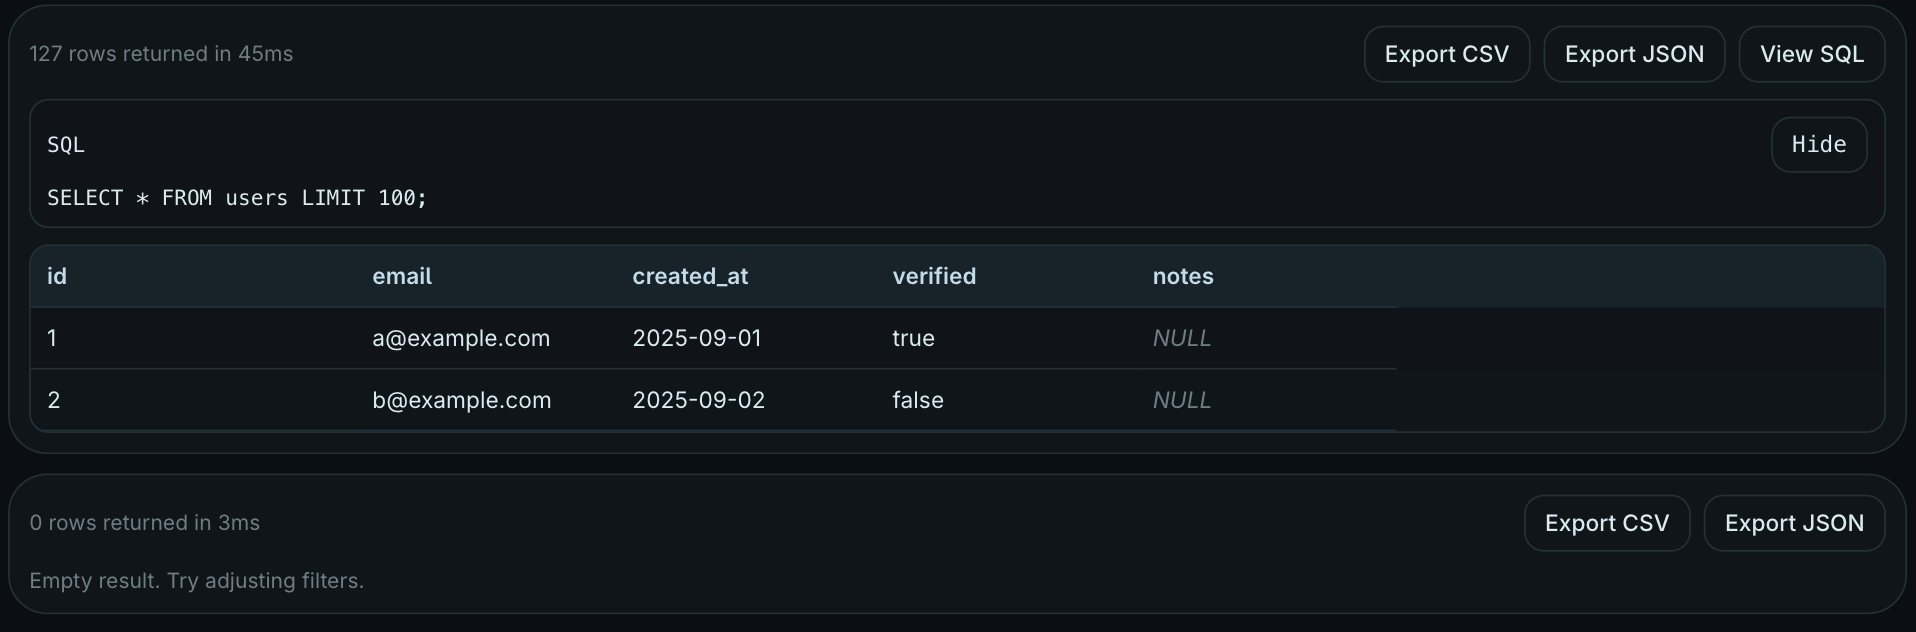 127 rows returned in 45ms Export CSV Export JSON View SQL
SQL Hide
SELECT * FROM users LIMIT 100;
id email created_at verified notes
1 a@example.com 2025-09-01 true NULL
2 b@example.com 2025-09-02 false NULL
0 rows returned in 3ms Export CSV Export JSON
Empty result. Try adjusting filters.